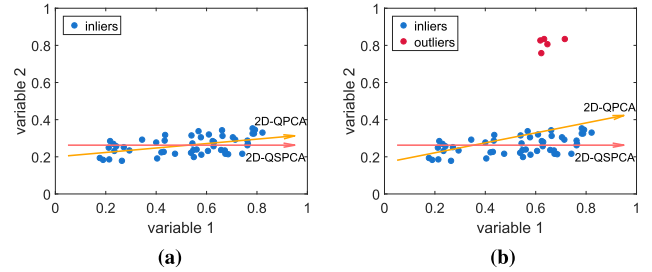 1
0.8
0.6
0.4
0.2
0
variable 2
inliers
2D-QPCA
2D-QSPCA
0 0.2 0.4 0.6 0.8 1
variable 1
(a)
1
0.8
0.6
0.4
0.2
0
variable 2
inliers
outliers
2D-QPCA
2D-QSPCA
0 0.2 0.4 0.6 0.8 1
variable 1
(b)